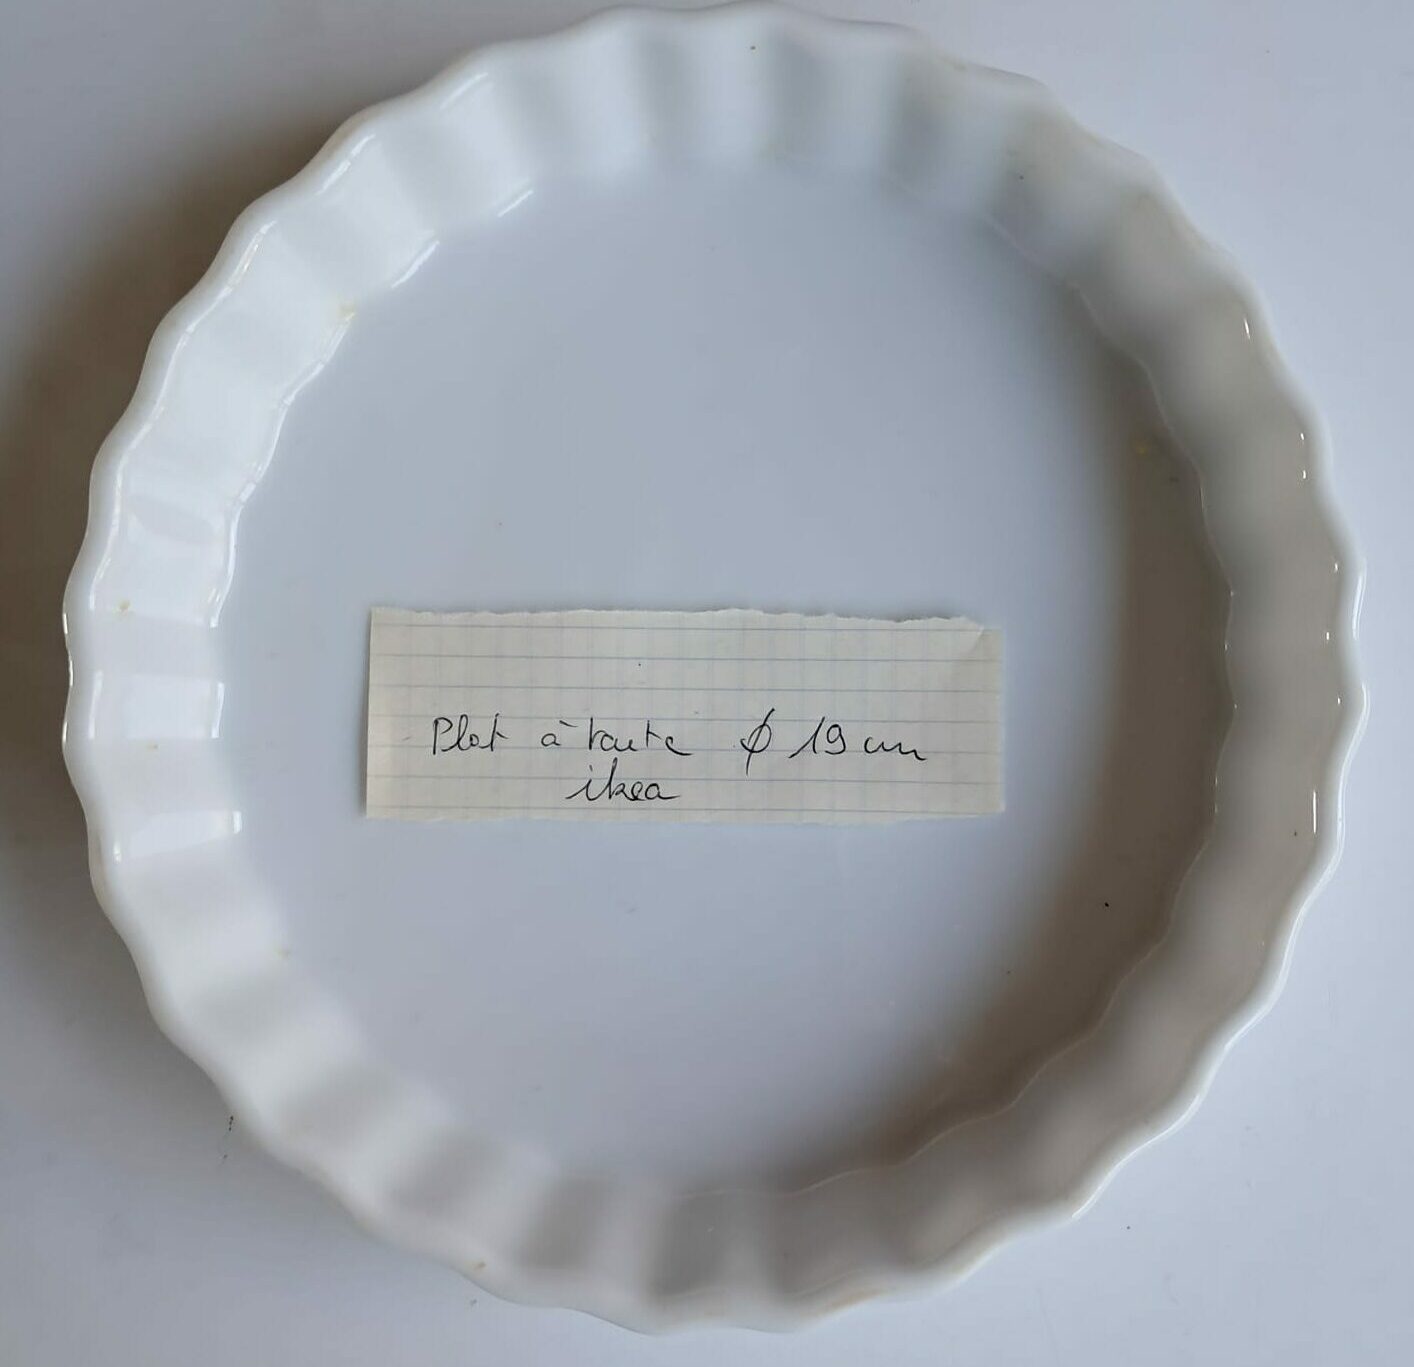 Plat à tarte ϕ 19 cm
ikea